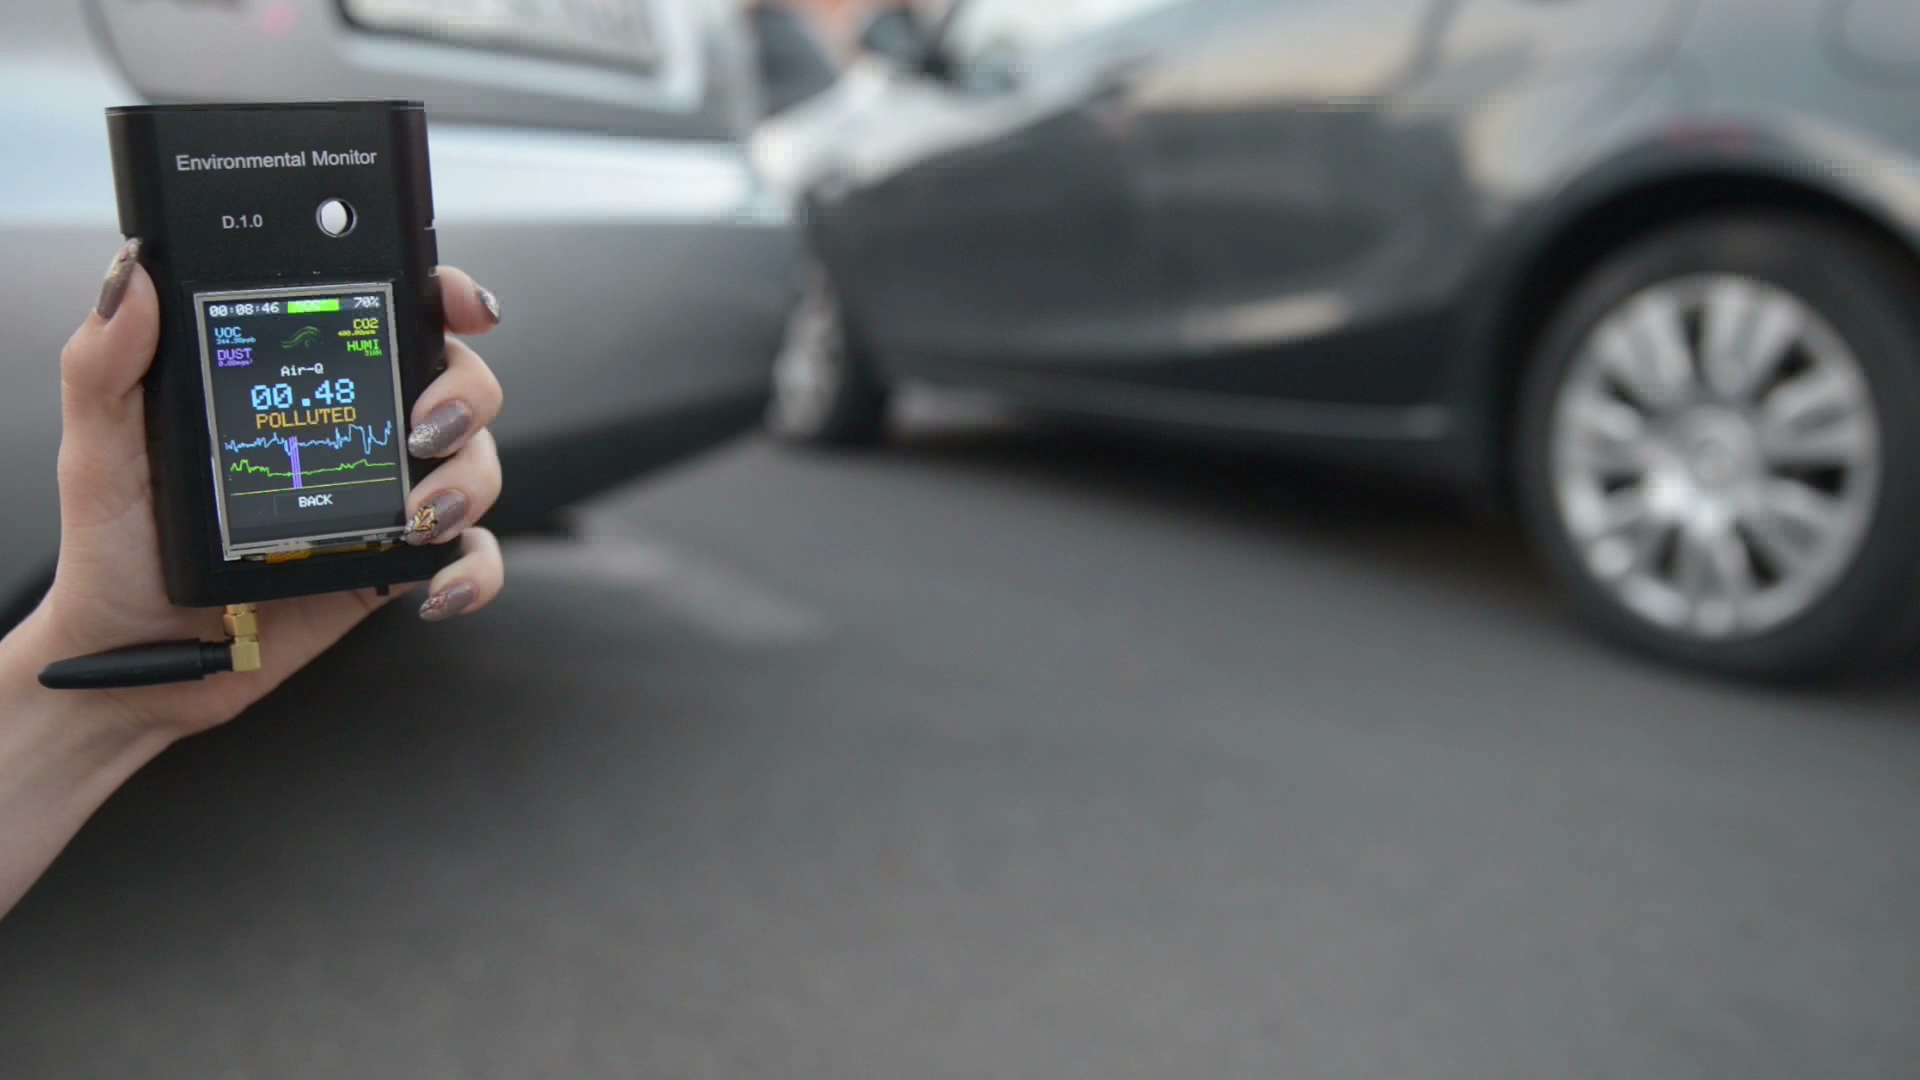 Environmental Monitor
D.1.0
00:08:46 70%
VOC CO2
DUST HUMI
Air-Q
00.48
POLLUTED
BACK